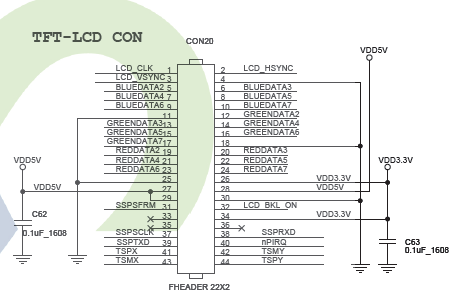 TFT-LCD CON
CON20
VDD5V
LCD_CLK 1 2 LCD_HSYNC
LCD_VSYNC 3 4
BLUEDATA2 5 6 BLUEDATA3
BLUEDATA4 7 8 BLUEDATA5
BLUEDATA6 9 10 BLUEDATA7
11 12 GREENDATA2
GREENDATA3 13 14 GREENDATA4
GREENDATA5 15 16 GREENDATA6
GREENDATA7 17 18
REDDATA2 19 20 REDDATA3
REDDATA4 21 22 REDDATA5
REDDATA6 23 24 REDDATA7
VDD5V VDD3.3V
25 26 VDD3.3V
VDD5V 27 28 VDD5V
29 30
SSPSFRM 31 32 LCD_BKL_ON
33 34 VDD3.3V
35 36
SSPSCLK 37 38 SSPRXD
SSPTXD 39 40 nPIRQ
TSPX 41 42 TSMY
TSMX 43 44 TSPY
C62
0.1uF_1608
C63
0.1uF_1608
FHEADER 22X2